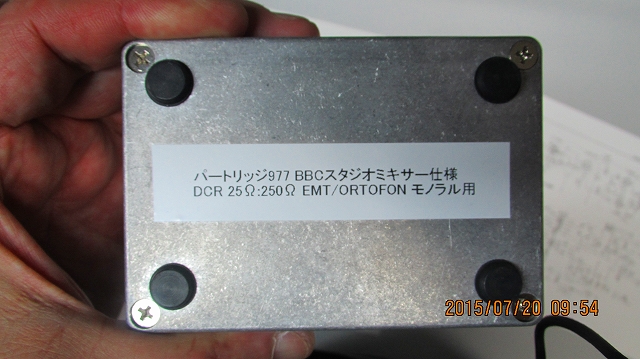 パートリッジ977 BBCスタジオミキサー仕様
DCR 25Ω:250Ω EMT/ORTOFON モノラル用
2015/07/20 09:54